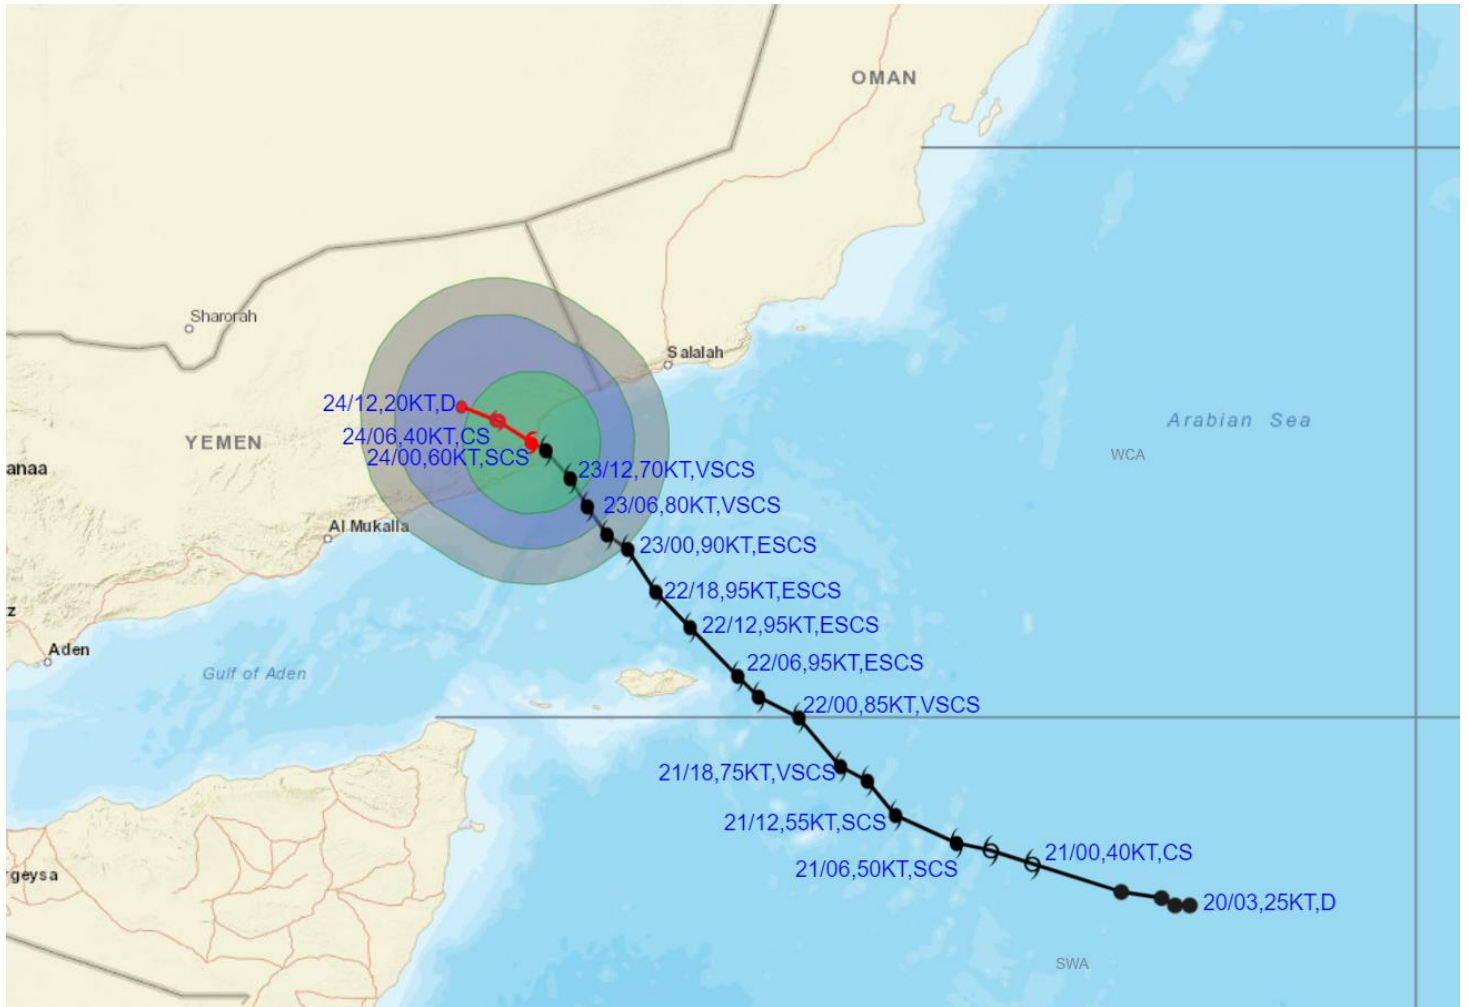 OMAN
Sharorah
Salalah
24/12,20KT,D
Arabian Sea
24/06,40KT,CS
YEMEN
24/00,60KT,SCS
WCA
anaa
23/12,70KT,VSCS
23/06,80KT,VSCS
Al Mukalla
23/00,90KT,ESCS
22/18,95KT,ESCS
tz
22/12,95KT,ESCS
Aden
22/06,95KT,ESCS
Gulf of Aden
22/00,85KT,VSCS
21/18,75KT,VSCS
21/12,55KT,SCS
21/00,40KT,CS
21/06,50KT,SCS
rgeysa
20/03,25KT,D
SWA